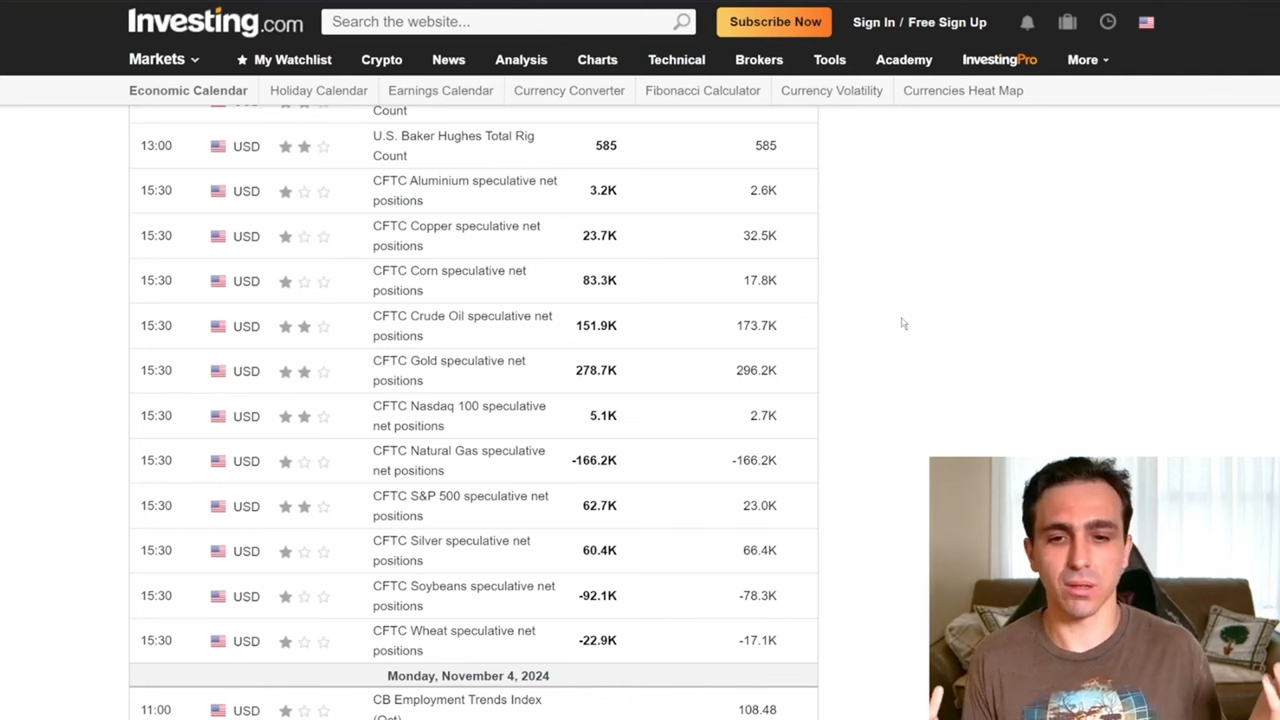 Investing.com
Search the website...
Subscribe Now
Sign In / Free Sign Up
Markets
My Watchlist
Crypto
News
Analysis
Charts
Technical
Brokers
Tools
Academy
InvestingPro
More
Economic Calendar
Holiday Calendar
Earnings Calendar
Currency Converter
Fibonacci Calculator
Currency Volatility
Currencies Heat Map
Count
13:00 USD U.S. Baker Hughes Total Rig 585 585
Count
15:30 USD CFTC Aluminium speculative net 3.2K 2.6K
positions
15:30 USD CFTC Copper speculative net 23.7K 32.5K
positions
15:30 USD CFTC Corn speculative net 83.3K 17.8K
positions
15:30 USD CFTC Crude Oil speculative net 151.9K 173.7K
positions
15:30 USD CFTC Gold speculative net 278.7K 296.2K
positions
15:30 USD CFTC Nasdaq 100 speculative 5.1K 2.7K
net positions
15:30 USD CFTC Natural Gas speculative -166.2K -166.2K
net positions
15:30 USD CFTC S&P 500 speculative net 62.7K 23.0K
positions
15:30 USD CFTC Silver speculative net 60.4K 66.4K
positions
15:30 USD CFTC Soybeans speculative net -92.1K -78.3K
positions
15:30 USD CFTC Wheat speculative net -22.9K -17.1K
positions
Monday, November 4, 2024
11:00 USD CB Employment Trends Index 108.48
(Oct)